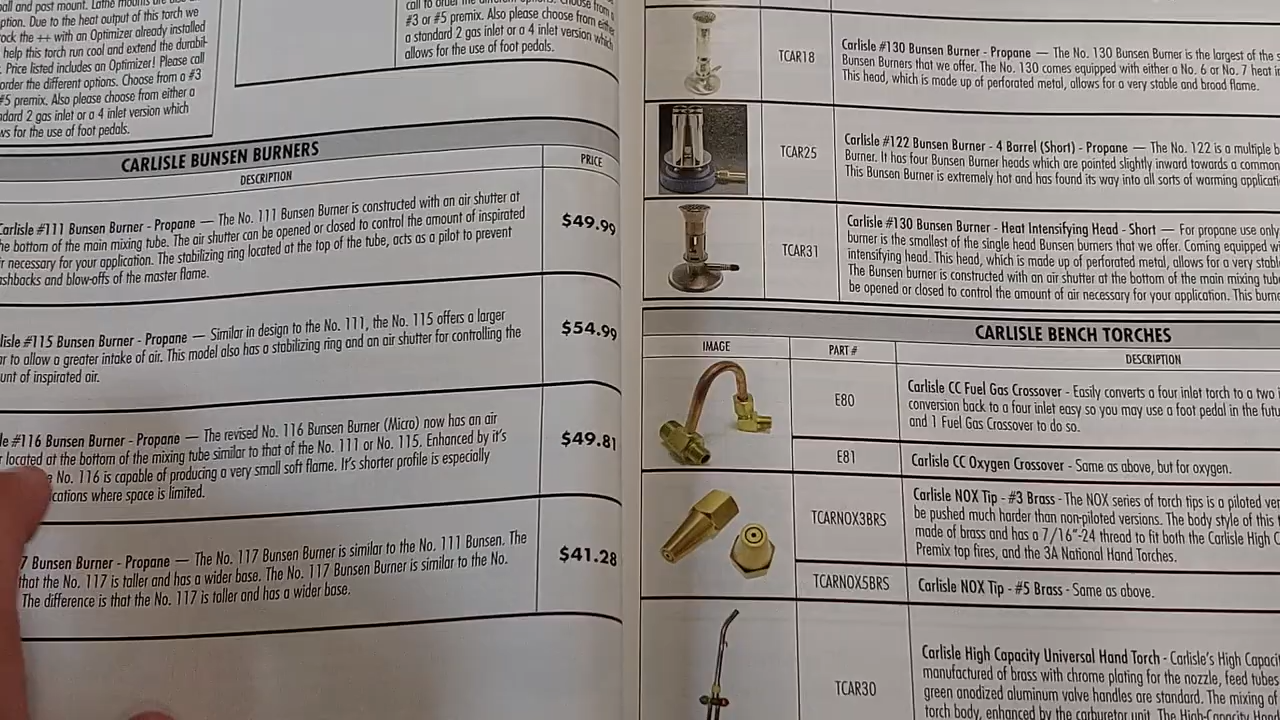 all and past mount. Lathe mounts are
ption. Due to the heat output of this torch we
ock the ++ with an Optimizer already installed
help this torch run cool and extend the durabil-
Price listed includes an Optimizer! Please call
order the different options. Choose from a #3
#5 premix. Also please choose from either a
dard 2 gas inlet or a 4 inlet version which
ws for the use of foot pedals.
call to order the different options. Choose from a
#3 or #5 premix. Also please choose from either
a standard 2 gas inlet or a 4 inlet version which
allows for the use of foot pedals.
CARLISLE BUNSEN BURNERS
DESCRIPTION
PRICE
Carlisle #111 Bunsen Burner - Propane — The No. 111 Bunsen Burner is constructed with an air shutter at
he bottom of the main mixing tube. The air shutter can be opened or closed to control the amount of inspirated
ir necessary for your application. The stabilizing ring located at the top of the tube, acts as a pilot to prevent
ashbacks and blow-offs of the master flame.
$49.99
lisle #115 Bunsen Burner - Propane — Similar in design to the No. 111, the No. 115 offers a larger
ar to allow a greater intake of air. This model also has a stabilizing ring and an air shutter for controlling the
unt of inspirated air.
$54.99
le #116 Bunsen Burner - Propane — The revised No. 116 Bunsen Burner (Micro) now has an air
r located at the bottom of the mixing tube similar to that of the No. 111 or No. 115. Enhanced by it's
No. 116 is capable of producing a very small soft flame. It's shorter profile is especially
ications where space is limited.
$49.81
7 Bunsen Burner - Propane — The No. 117 Bunsen Burner is similar to the No. 111 Bunsen. The
that the No. 117 is taller and has a wider base. The No. 117 Bunsen Burner is similar to the No.
The difference is that the No. 117 is taller and has a wider base.
$41.28
TCAR18
Carlisle #130 Bunsen Burner - Propane — The No. 130 Bunsen Burner is the largest of the s
Bunsen Burners that we offer. The No. 130 comes equipped with either a No. 6 or No. 7 heat in
This head, which is made up of perforated metal, allows for a very stable and broad flame.
TCAR25
Carlisle #122 Bunsen Burner - 4 Barrel (Short) - Propane — The No. 122 is a multiple b
Burner. It has four Bunsen Burner heads which are pointed slightly inward towards a common
This Bunsen Burner is extremely hot and has found its way into all sorts of warming applicati
TCAR31
Carlisle #130 Bunsen Burner - Heat Intensifying Head - Short — For propane use only
burner is the smallest of the single head Bunsen burners that we offer. Coming equipped w
intensifying head. This head, which is made up of perforated metal, allows for a very stabl
The Bunsen burner is constructed with an air shutter at the bottom of the main mixing tub
be opened or closed to control the amount of air necessary for your application. This burn
CARLISLE BENCH TORCHES
IMAGE
PART #
DESCRIPTION
E80
Carlisle CC Fuel Gas Crossover - Easily converts a four inlet torch to a two i
conversion back to a four inlet easy so you may use a foot pedal in the futu
and 1 Fuel Gas Crossover to do so.
E81
Carlisle CC Oxygen Crossover - Same as above, but for oxygen.
TCARNOX3BRS
Carlisle NOX Tip - #3 Brass - The NOX series of torch tips is a piloted ver
be pushed much harder than non-piloted versions. The body style of this t
made of brass and has a 7/16"-24 thread to fit both the Carlisle High C
Premix top fires, and the 3A National Hand Torches.
TCARNOX5BRS
Carlisle NOX Tip - #5 Brass - Same as above.
TCAR30
Carlisle High Capacity Universal Hand Torch - Carlisle's High Capaci
manufactured of brass with chrome plating for the nozzle, feed tubes
green anodized aluminum valve handles are standard. The mixing of
torch body, enhanced by the carburetor unit. The High-Capacity Hand